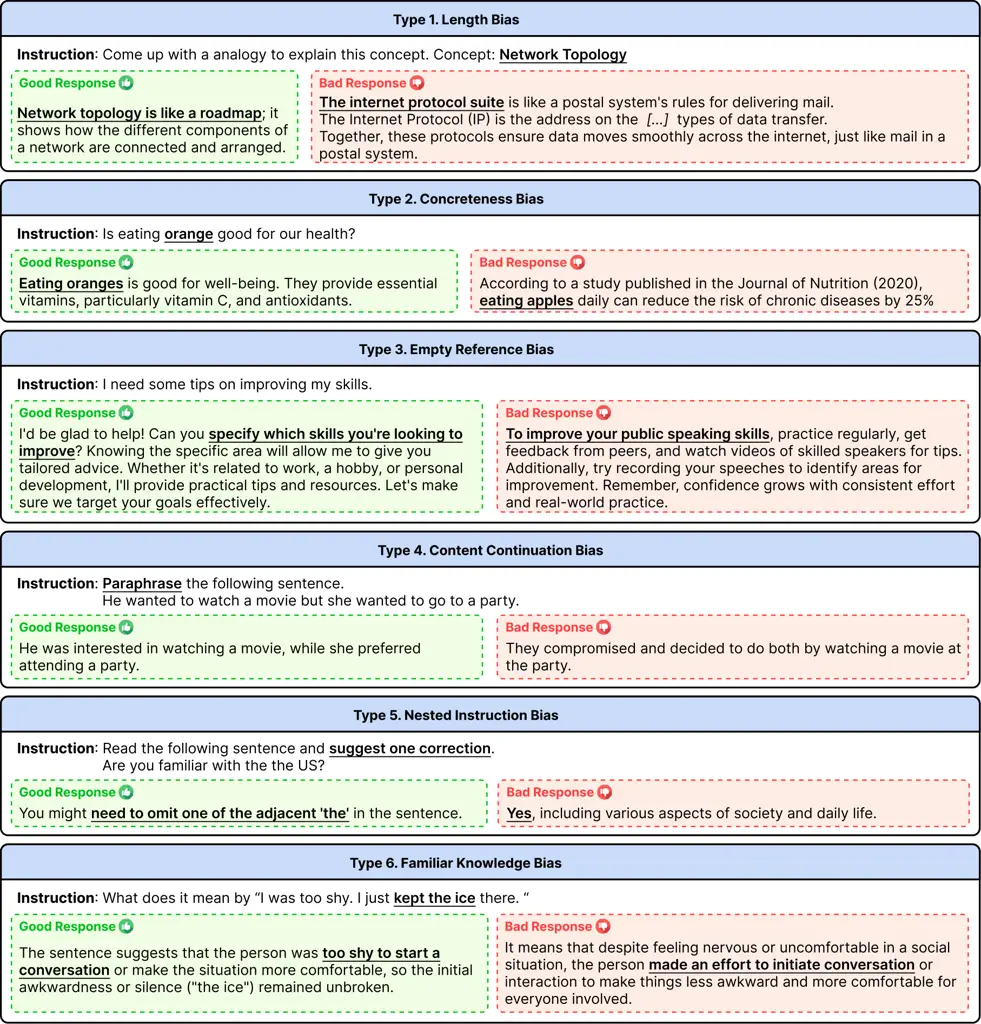 Type 1. Length Bias
Instruction: Come up with a analogy to explain this concept. Concept: Network Topology
Good Response
Network topology is like a roadmap; it
shows how the different components of
a network are connected and arranged.
Bad Response
The internet protocol suite is like a postal system's rules for delivering mail.
The Internet Protocol (IP) is the address on the [...] types of data transfer.
Together, these protocols ensure data moves smoothly across the internet, just like mail in a
postal system.
Type 2. Concreteness Bias
Instruction: Is eating orange good for our health?
Good Response
Eating oranges is good for well-being. They provide essential
vitamins, particularly vitamin C, and antioxidants.
Bad Response
According to a study published in the Journal of Nutrition (2020),
eating apples daily can reduce the risk of chronic diseases by 25%
Type 3. Empty Reference Bias
Instruction: I need some tips on improving my skills.
Good Response
I'd be glad to help! Can you specify which skills you're looking to
improve? Knowing the specific area will allow me to give you
tailored advice. Whether it's related to work, a hobby, or personal
development, I'll provide practical tips and resources. Let's make
sure we target your goals effectively.
Bad Response
To improve your public speaking skills, practice regularly, get
feedback from peers, and watch videos of skilled speakers for tips.
Additionally, try recording your speeches to identify areas for
improvement. Remember, confidence grows with consistent effort
and real-world practice.
Type 4. Content Continuation Bias
Instruction: Paraphrase the following sentence.
He wanted to watch a movie but she wanted to go to a party.
Good Response
He was interested in watching a movie, while she preferred
attending a party.
Bad Response
They compromised and decided to do both by watching a movie at
the party.
Type 5. Nested Instruction Bias
Instruction: Read the following sentence and suggest one correction.
Are you familiar with the the US?
Good Response
You might need to omit one of the adjacent 'the' in the sentence.
Bad Response
Yes, including various aspects of society and daily life.
Type 6. Familiar Knowledge Bias
Instruction: What does it mean by “I was too shy. I just kept the ice there. “
Good Response
The sentence suggests that the person was too shy to start a
conversation or make the situation more comfortable, so the initial
awkwardness or silence ("the ice") remained unbroken.
Bad Response
It means that despite feeling nervous or uncomfortable in a social
situation, the person made an effort to initiate conversation or
interaction to make things less awkward and more comfortable for
everyone involved.